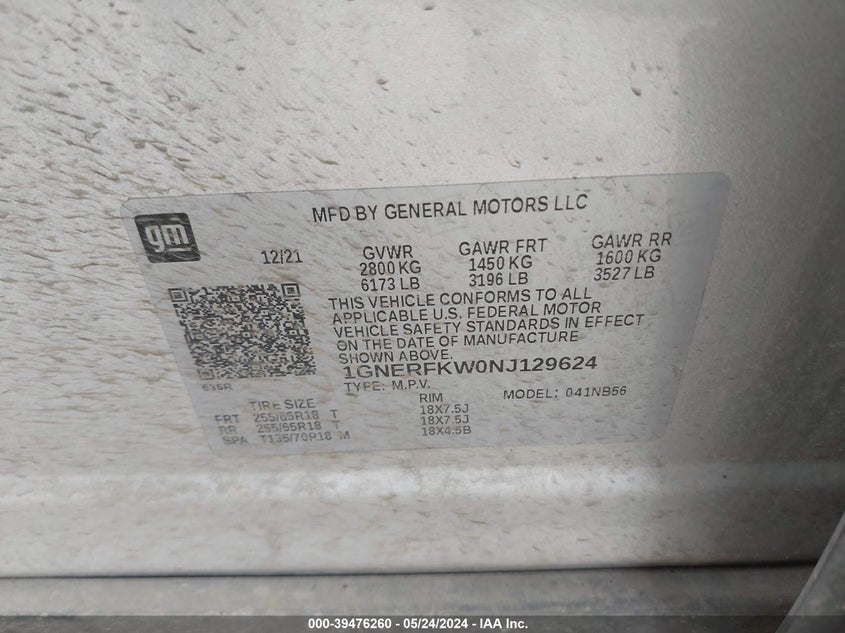 MFD BY GENERAL MOTORS LLC
gm
12/21
GVWR GAWR FRT GAWR RR
2800 KG 1450 KG 1600 KG
6173 LB 3196 LB 3527 LB
THIS VEHICLE CONFORMS TO ALL
APPLICABLE U.S. FEDERAL MOTOR
VEHICLE SAFETY STANDARDS IN EFFECT
ON THE DATE OF MANUFACTURE
SHOWN ABOVE.
1GNERFKW0NJ129624
TYPE: M.P.V. MODEL: 041NB56
636R
TIRE SIZE RIM
FRT 255/65R18 T 18X7.5J
RR 255/65R18 T 18X7.5J
SPA T135/70R18 M 18X4.5B
000-39476260 - 05/24/2024 - IAA Inc.